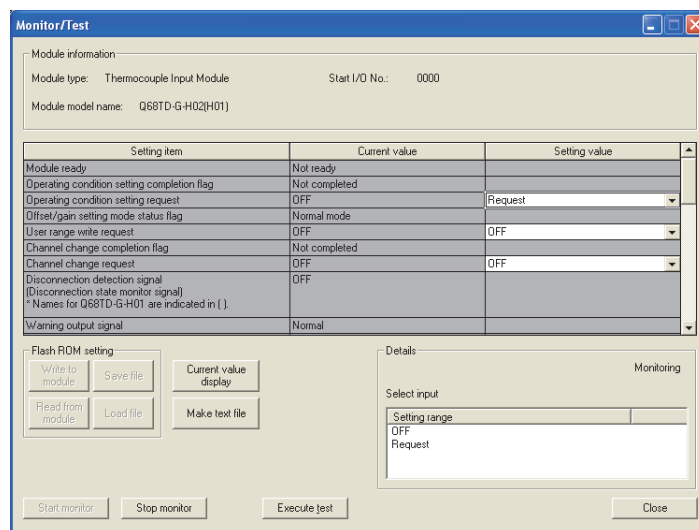 Monitor/Test
Module information
Module type: Thermocouple Input Module Start I/O No.: 0000
Module model name: Q68TD-G-H02(H01)
Setting item Current value Setting value
Module ready Not ready
Operating condition setting completion flag Not completed
Operating condition setting request OFF Request
Offset/gain setting mode status flag Normal mode
User range write request OFF OFF
Channel change completion flag Not completed
Channel change request OFF OFF
Disconnection detection signal OFF
(Disconnection state monitor signal)
* Names for Q68TD-G-H01 are indicated in ( ).
Warning output signal Normal
Flash ROM setting
Write to
module
Save file
Read from
module
Load file
Current value
display
Make text file
Details
Monitoring
Select input
Setting range
OFF
Request
Start monitor Stop monitor Execute test Close